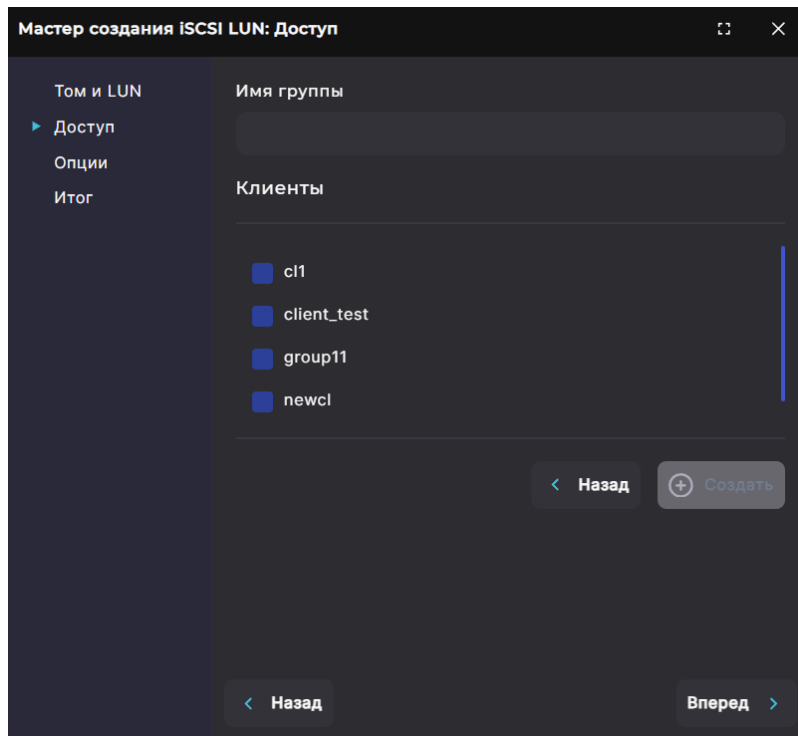 Мастер создания iSCSI LUN: Доступ
Том и LUN
Доступ
Опции
Итог
Имя группы
Клиенты
cl1
client_test
group11
newcl
Назад
Создать
Назад
Вперед